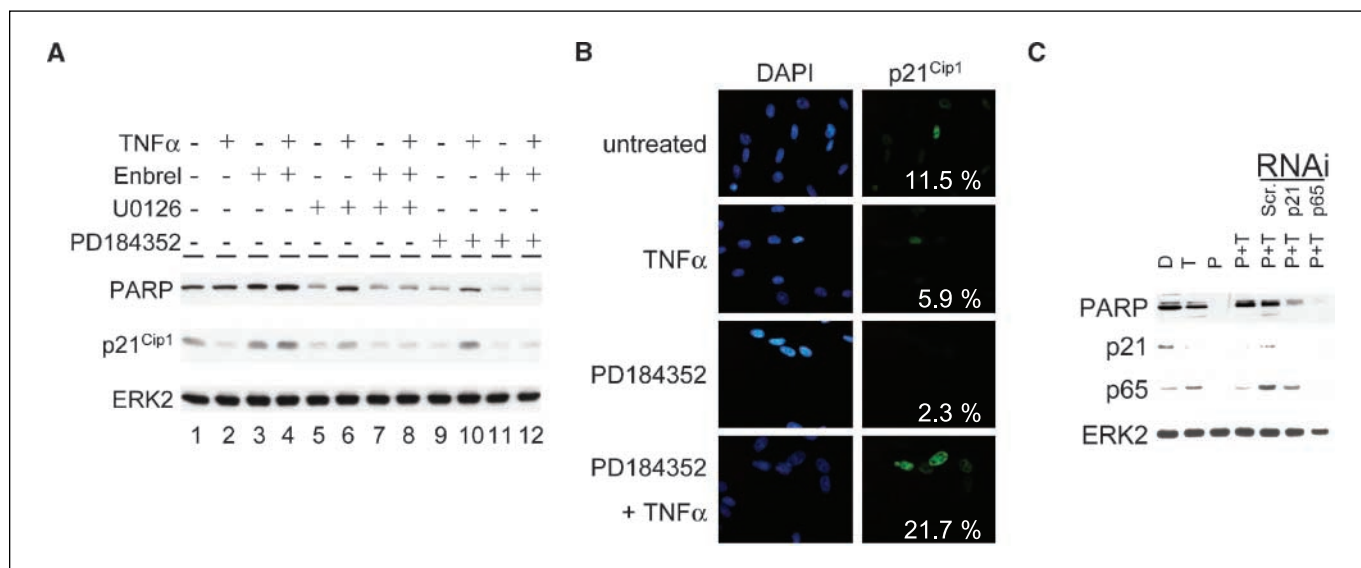 A
TNFα - + - + - + - + - + - +
Enbrel - - + + - - + + - - + +
U0126 - - - - + + + + - - - -
PD184352 - - - - - - - - + + + +
PARP
p21Cip1
ERK2
1 2 3 4 5 6 7 8 9 10 11 12
B
DAPI p21Cip1
untreated
11.5 %
TNFα
5.9 %
PD184352
2.3 %
PD184352
+ TNFα
21.7 %
C
RNAi
Scr. p21 p65
D T P P+T P+T P+T P+T
PARP
p21
p65
ERK2